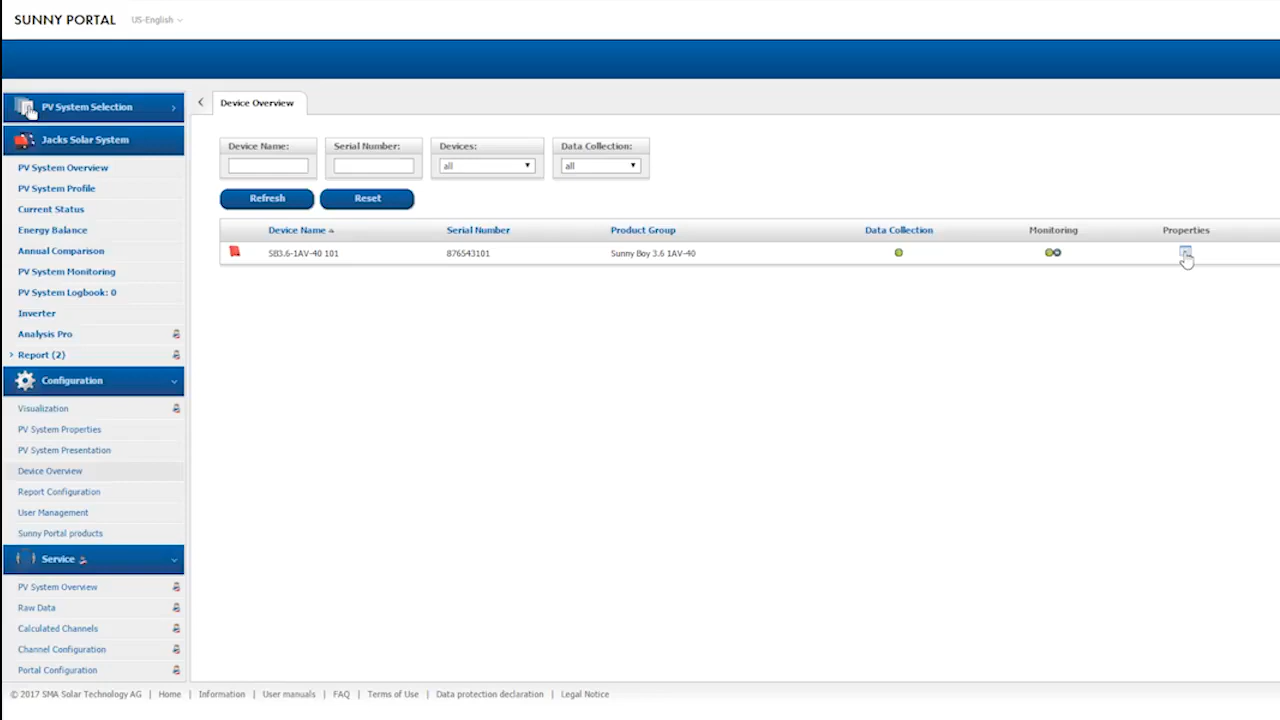 SUNNY PORTAL US-English
PV System Selection
Jacks Solar System
PV System Overview
PV System Profile
Current Status
Energy Balance
Annual Comparison
PV System Monitoring
PV System Logbook: 0
Inverter
Analysis Pro
Report (2)
Configuration
Visualization
PV System Properties
PV System Presentation
Device Overview
Report Configuration
User Management
Sunny Portal products
Service
PV System Overview
Raw Data
Calculated Channels
Channel Configuration
Portal Configuration
Device Overview
Device Name: Serial Number: Devices: Data Collection:
all all
Refresh Reset
Device Name Serial Number Product Group Data Collection Monitoring Properties
SB3.6-1AV-40 101 876543101 Sunny Boy 3.6 1AV-40
© 2017 SMA Solar Technology AG | Home | Information | User manuals | FAQ | Terms of Use | Data protection declaration | Legal Notice